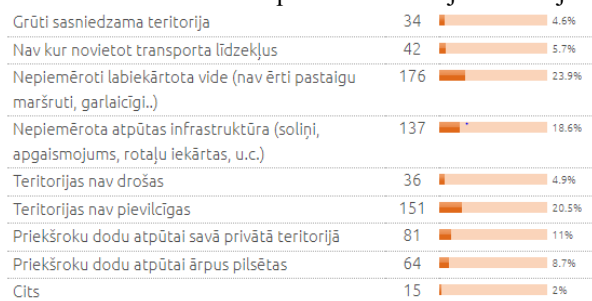 Grūti sasniedzama teritorija 34 4.6%
Nav kur novietot transporta līdzekļus 42 5.7%
Nepiemēroti labiekārtota vide (nav ērti pastaigu 176 23.9%
maršruti, garlaicīgi..)
Nepiemērota atpūtas infrastruktūra (soliņi, 137 18.6%
apgaismojums, rotaļu iekārtas, u.c.)
Teritorijas nav drošas 36 4.9%
Teritorijas nav pievilcīgas 151 20.5%
Priekšroku dodu atpūtai savā privātā teritorijā 81 11%
Priekšroku dodu atpūtai ārpus pilsētas 64 8.7%
Cits 15 2%